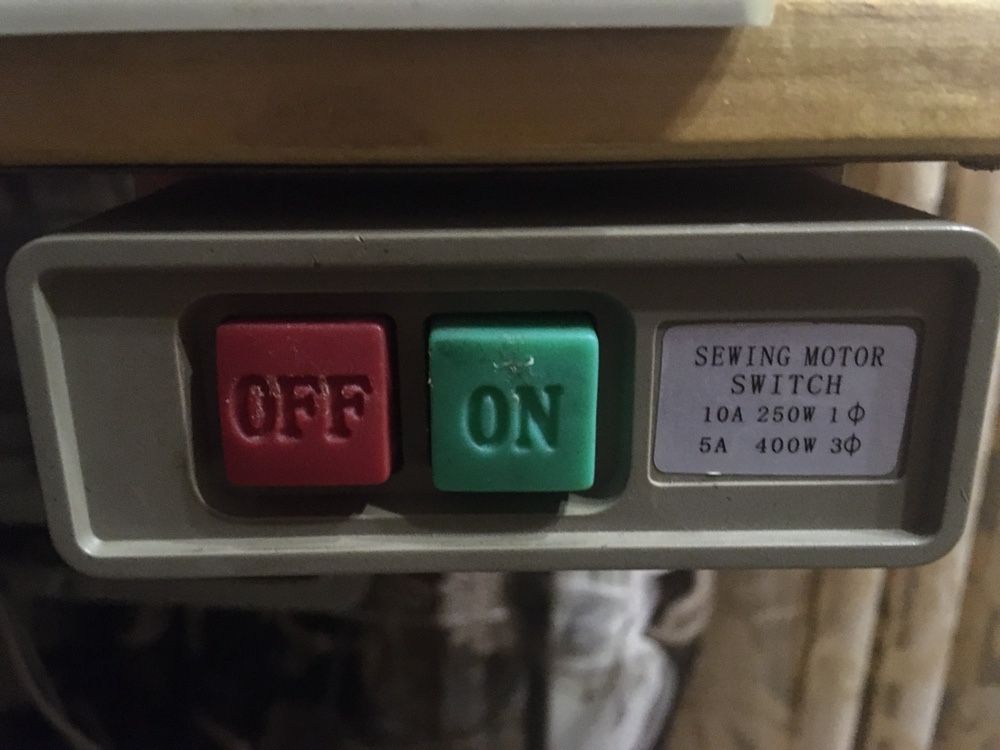 OFF
ON
SEWING MOTOR
SWITCH
10A 250W 1Φ
5A 400W 3Φ